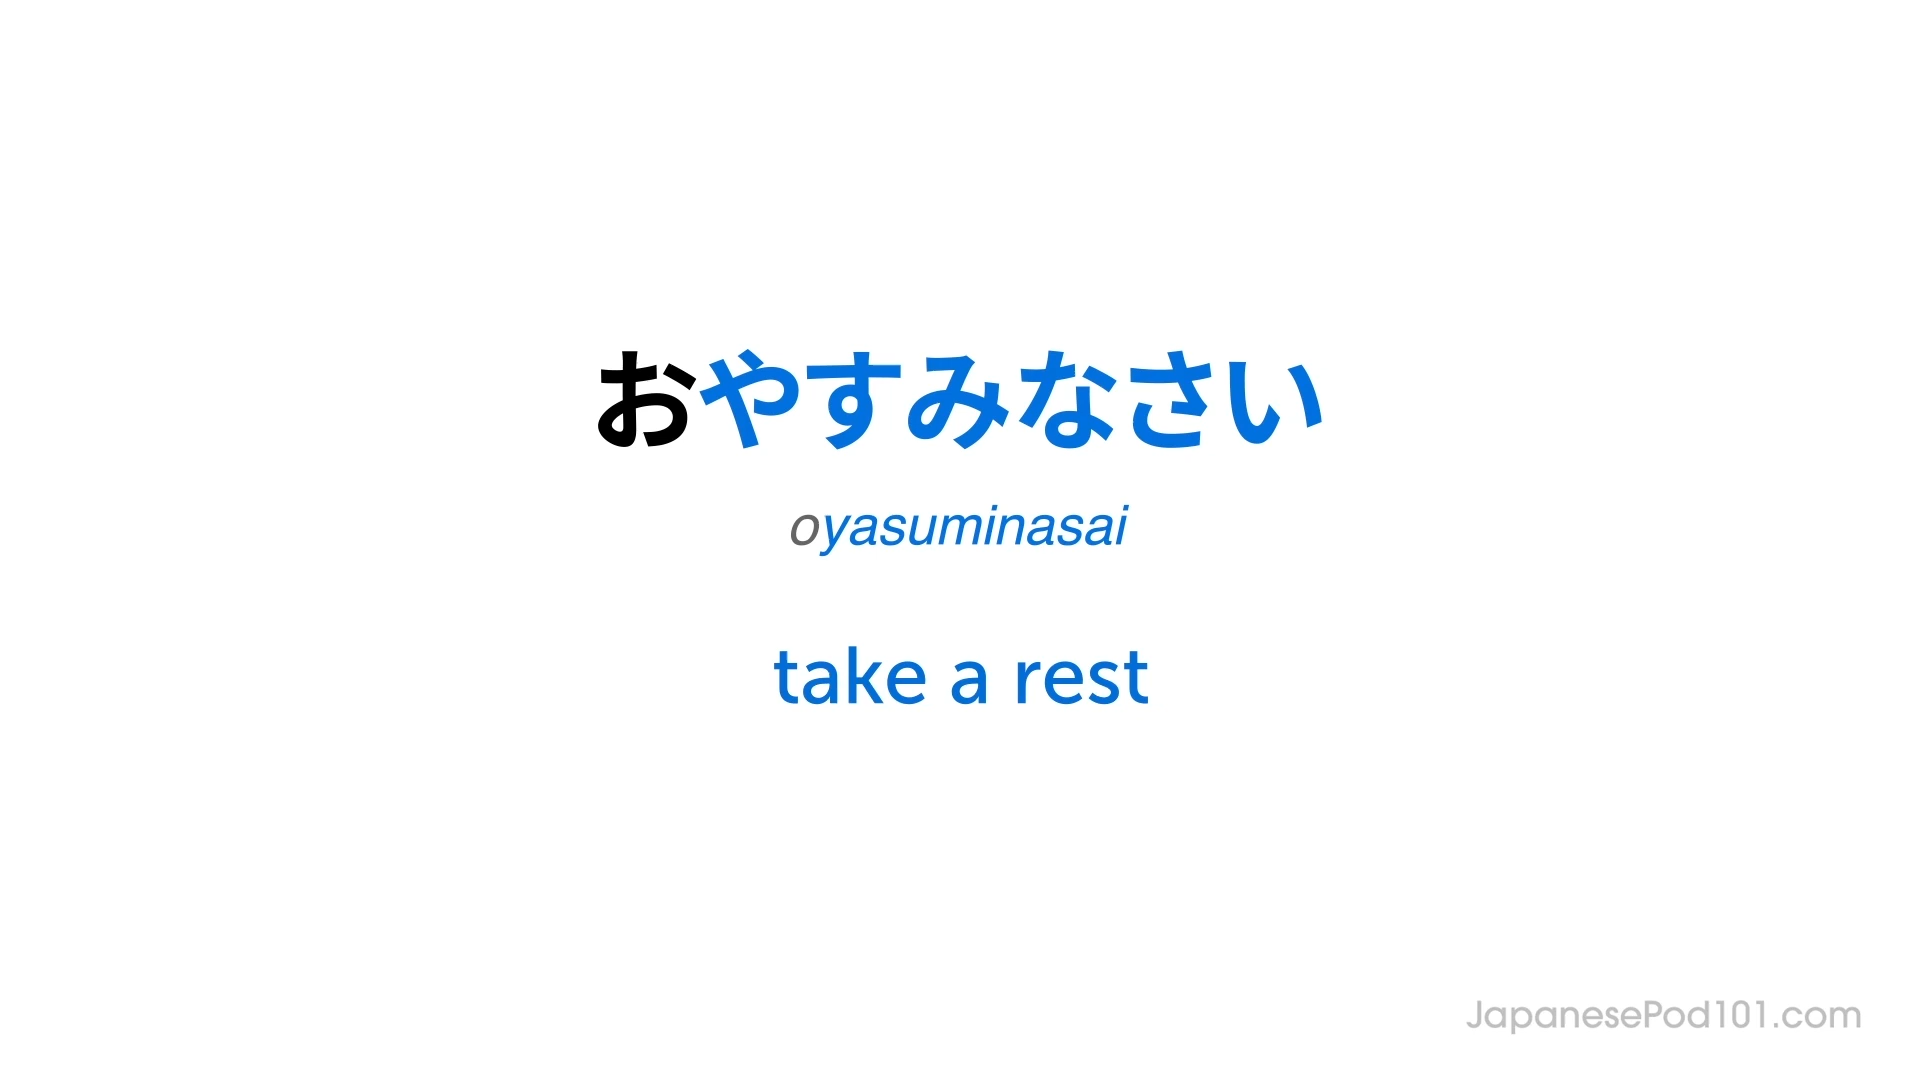 おやすみなさい
oyasuminasai
take a rest
JapanesePod101.com